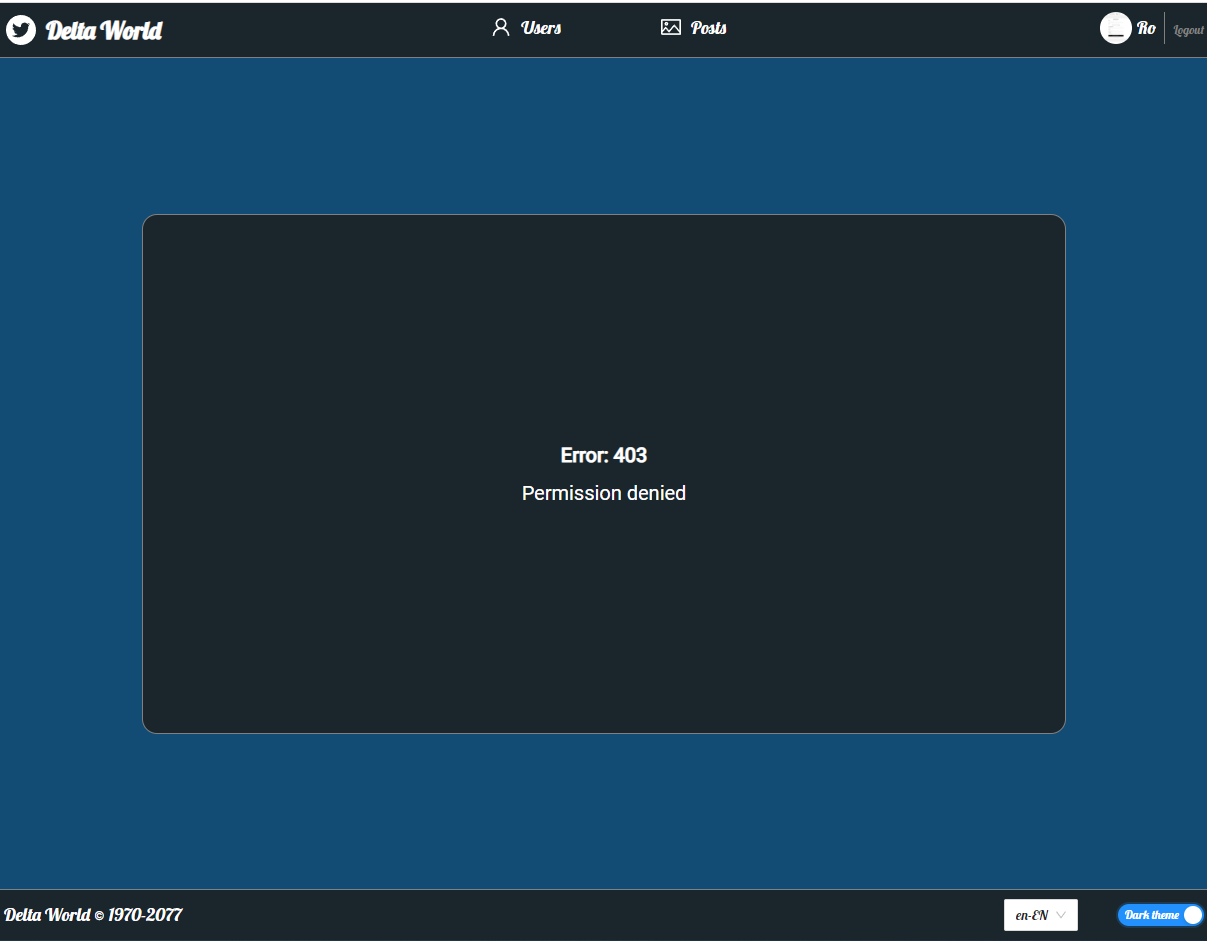 Delta World
Users
Posts
Ro
Logout
Error: 403
Permission denied
Delta World © 1970-2077
en-EN
Dark theme